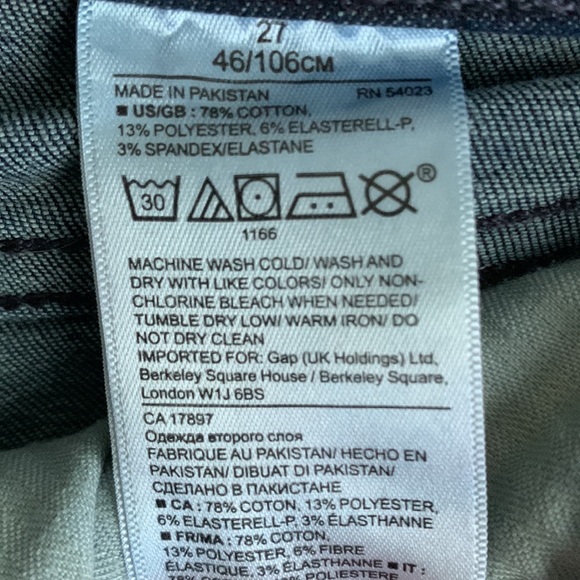 27
46/106CM
MADE IN PAKISTAN RN 54023
■ US/GB : 78% COTTON,
13% POLYESTER, 6% ELASTERELL-P,
3% SPANDEX/ELASTANE
30
®
1166
MACHINE WASH COLD/ WASH AND
DRY WITH LIKE COLORS/ ONLY NON-
CHLORINE BLEACH WHEN NEEDED/
TUMBLE DRY LOW/ WARM IRON/ DO
NOT DRY CLEAN
IMPORTED FOR: Gap (UK Holdings) Ltd,
Berkeley Square House / Berkeley Square,
London W1J 6BS
CA 17897
Одежда второго слоя
FABRIQUE AU PAKISTAN/ HECHO EN
PAKISTAN/ DIBUAT DI PAKISTAN/
СДЕЛАНО В ПАКИСТАНЕ
■ CA : 78% COTON, 13% POLYESTER,
6% ELASTERELL-P, 3% ÉLASTHANNE
■ FR/MA : 78% COTON,
13% POLYESTER, 6% FIBRE
ÉLASTIQUE, 3% ÉLASTHANNE ■ IT :